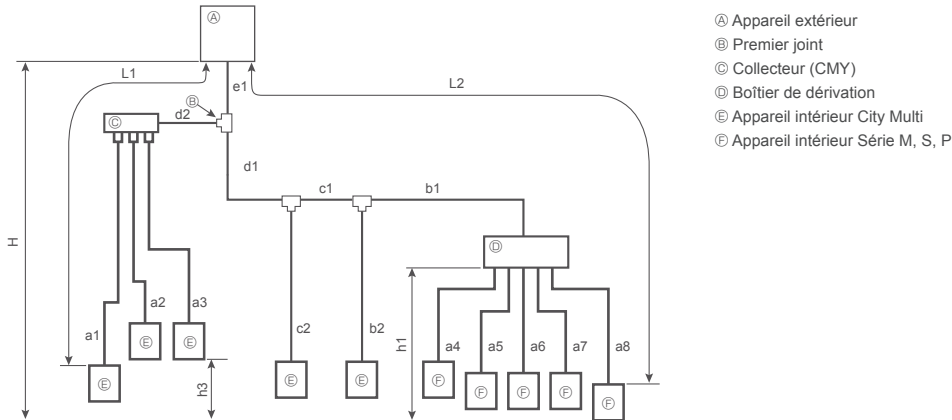 Ⓐ
L1
L2
e1
Ⓑ
d2
Ⓒ
d1
c1
b1
H
Ⓓ
a1
a2
a3
c2
b2
h1
a4
a5
a6
a7
a8
h3
Ⓔ
Ⓔ
Ⓔ
Ⓔ
Ⓔ
Ⓕ
Ⓕ
Ⓕ
Ⓕ
Ⓕ
Ⓐ Appareil extérieur
Ⓑ Premier joint
Ⓒ Collecteur (CMY)
Ⓓ Boîtier de dérivation
Ⓔ Appareil intérieur City Multi
Ⓕ Appareil intérieur Série M, S, P